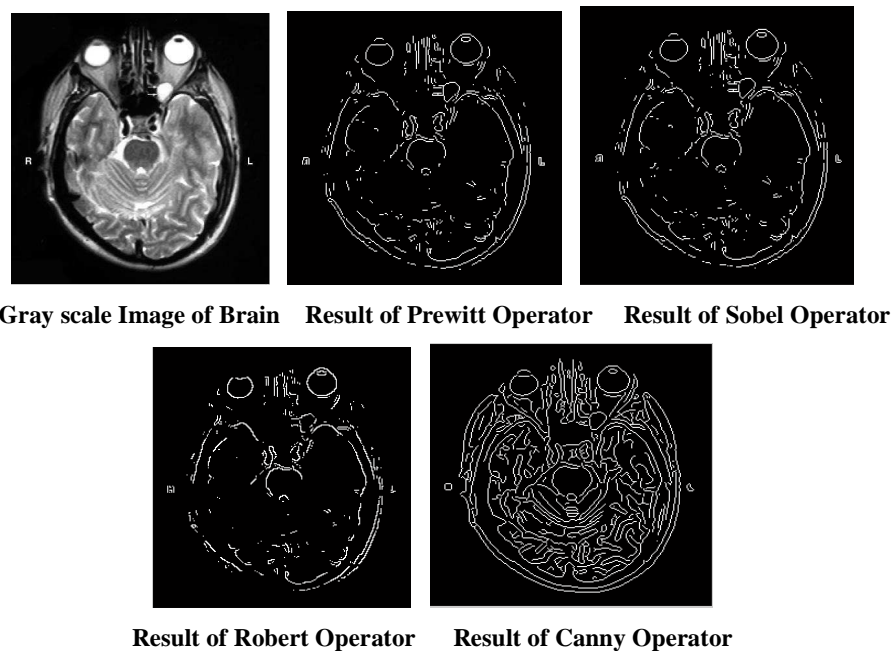 R
L
L
L
Gray scale Image of Brain
Result of Prewitt Operator
Result of Sobel Operator
L
Result of Robert Operator
Result of Canny Operator